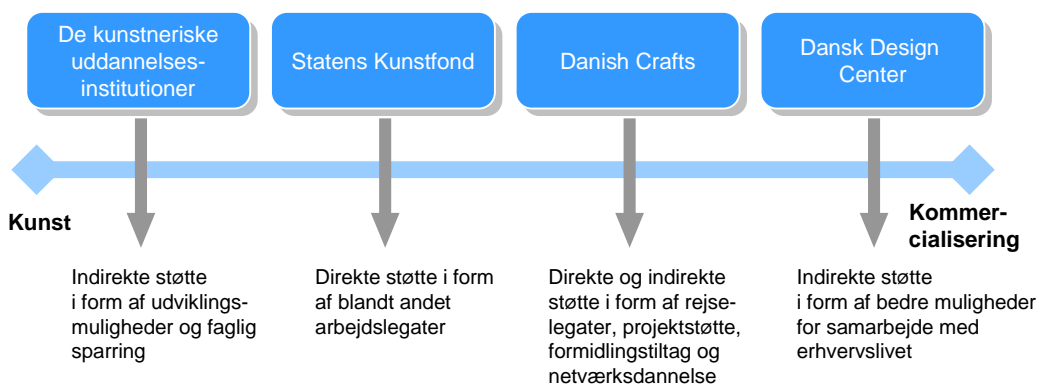 De kunstneriske
uddannelses-
institutioner
Statens Kunstfond
Danish Crafts
Dansk Design
Center
Kunst
Kommer-
cialisering
Indirekte støtte
i form af udviklings-
muligheder og faglig
sparring
Direkte støtte i form
af blandt andet
arbejdslegater
Direkte og indirekte
støtte i form af rejse-
legater, projektstøtte,
formidlingstiltag og
netværksdannelse
Indirekte støtte
i form af bedre muligheder
for samarbejde med
erhvervslivet